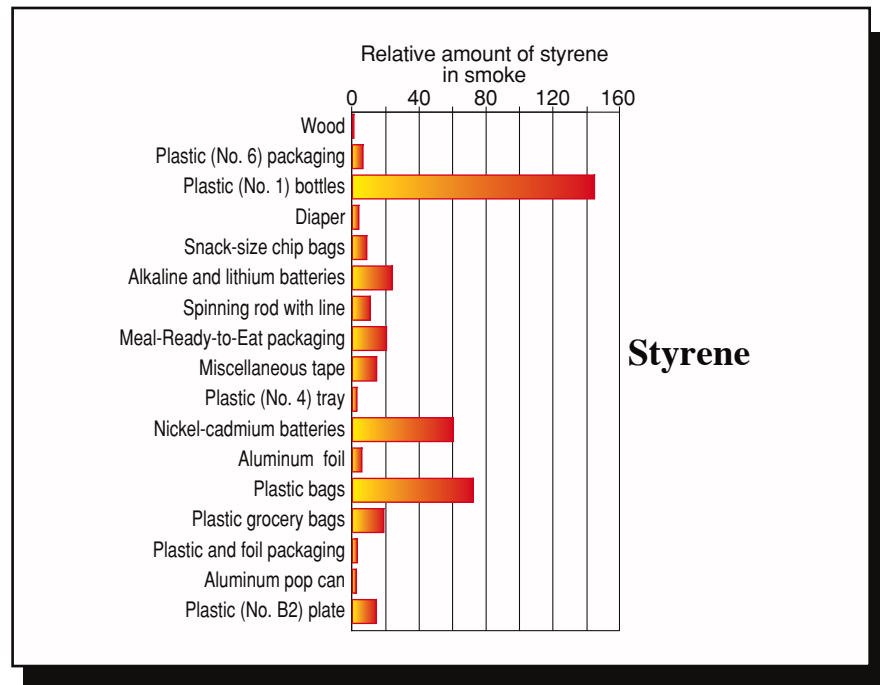 Relative amount of styrene
in smoke
0 40 80 120 160
Wood
Plastic (No. 6) packaging
Plastic (No. 1) bottles
Diaper
Snack-size chip bags
Alkaline and lithium batteries
Spinning rod with line
Meal-Ready-to-Eat packaging
Miscellaneous tape
Plastic (No. 4) tray
Nickel-cadmium batteries
Aluminum foil
Plastic bags
Plastic grocery bags
Plastic and foil packaging
Aluminum pop can
Plastic (No. B2) plate
Styrene